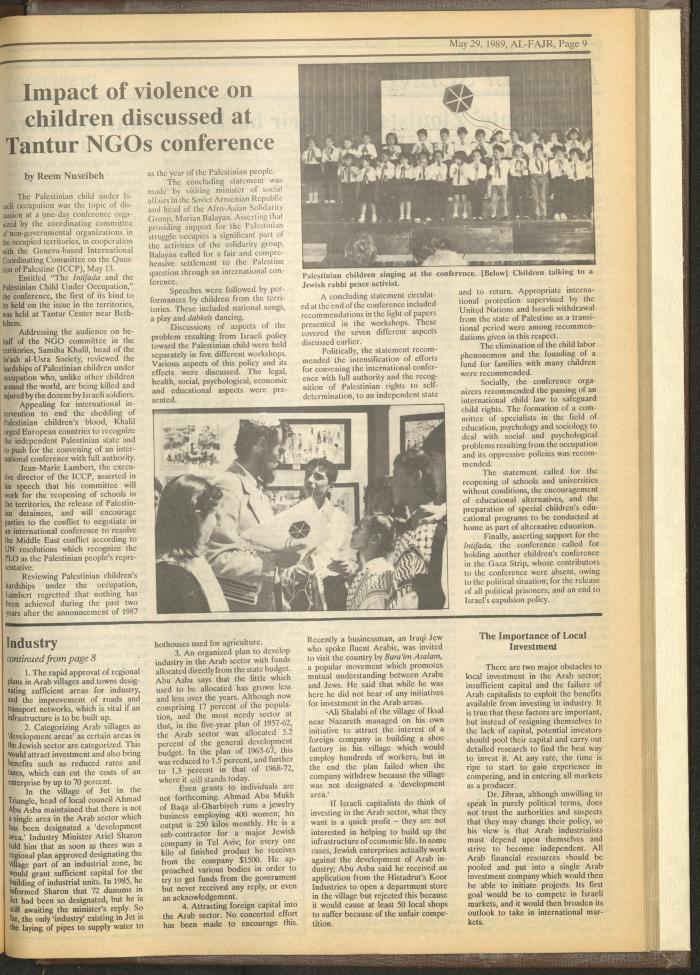 May 29, 1989, AL-FAJR, Page 9
Impact of violence on
children discussed at
Tantur NGOs conference
by Reem Nuseibeh
The Palestinian child under Is-
raeli occupation was the topic of dis-
cussion at a one-day conference orga-
nized by the coordinating committee
of non-governmental organizations in
the occupied territories, in cooperation
with the Geneva-based International
Coordinating Committee on the Ques-
tion of Palestine (ICCP), May 13.
Entitled "The Intifada and the
Palestinian Child Under Occupation,"
the conference, the first of its kind to
be held on the issue in the territories,
was held at Tantur Center near Beth-
lehem.
Addressing the audience on be-
half of the NGO committee in the
territories, Samiha Khalil, head of the
In'ash al-Usra Society, reviewed the
hardships of Palestinian children under
occupation who, unlike other children
around the world, are being killed and
injured by the dozens by Israeli soldiers.
Appealing for international in-
tervention to end the shedding of
Palestinian children's blood, Khalil
urged European countries to recognize
the independent Palestinian state and
to push for the convening of an inter-
national conference with full authority.
Jean-Marie Lambert, the execu-
tive director of the ICCP, asserted in
his speech that his committee will
work for the reopening of schools in
the territories, the release of Palestin-
ian detainees, and will encourage
parties to the conflict to negotiate in
an international conference to resolve
the Middle East conflict according to
UN resolutions which recognize the
PLO as the Palestinian people's repre-
sentative.
Reviewing Palestinian children's
hardships under the occupation,
Lambert regretted that nothing has
been achieved during the past two
years after the announcement of 1987
as the year of the Palestinian people.
The concluding statement was
made by visiting minister of social
affairs in the Soviet Armenian Republic
and head of the Afro-Asian Solidarity
Group, Marian Balayan. Asserting that
providing support for the Palestinian
struggle occupies a significant part of
the activities of the solidarity group,
Balayan called for a fair and compre-
hensive settlement to the Palestine
question through an international con-
ference.
Speeches were followed by per-
formances by children from the terri-
tories. These included national songs,
a play and dabkeh dancing.
Discussions of aspects of the
problem resulting from Israeli policy
toward the Palestinian child were held
separately in five different workshops.
Various aspects of this policy and its
effects were discussed. The legal,
health, social, psychological, economic
and educational aspects were pre-
sented.
Palestinian children singing at the conference. [Below] Children talking to a
Jewish rabbi peace activist.
A concluding statement circulat-
ed at the end of the conference included
recommendations in the light of papers
presented in the workshops. These
covered the seven different aspects
discussed earlier.
Politically, the statement recom-
mended the intensification of efforts
for convening the international confer-
ence with full authority and the recog-
nition of Palestinian rights to self-
determination, to an independent state
and to return. Appropriate interna-
tional protection supervised by the
United Nations and Israeli withdrawal
from the state of Palestine as a transi-
tional period were among recommen-
dations given in this respect.
The elimination of the child labor
phenonomon and the founding of a
fund for families with many children
were recommended.
Socially, the conference orga-
nizers recommended the passing of an
international child law to safeguard
child rights. The formation of a com-
mittee of specialists in the field of
education, psychology and sociology to
deal with social and psychological
problems resulting from the occupation
and its oppressive policies was recom-
mended.
The statement called for the
reopening of schools and universities
without conditions, the encouragement
of educational alternatives, and the
preparation of special children's edu-
cational programs to be conducted at
home as part of alternative education.
Finally, asserting support for the
Intifada, the conference called for
holding another children's conference
in the Gaza Strip, whose contributors
to the conference were absent, owing
to the political situation; for the release
of all political prisoners; and an end to
Israel's expulsion policy.
Industry
continued from page 8
1. The rapid approval of regional
plans in Arab villages and towns desig-
nating sufficient areas for industry,
and the improvement of roads and
transport networks, which is vital if an
infrastructure is to be built up.
2. Categorizing Arab villages as
'development areas' as certain areas in
the Jewish sector are categorized. This
would attract investment and also bring
benefits such as reduced rates and
taxes, which can cut the costs of an
enterprise by up to 70 percent.
In the village of Jet in the
Triangle, head of local council Ahmad
Abu Asba maintained that there is not
a single area in the Arab sector which
has been designated a 'development
area.' Industry Minister Ariel Sharon
told him that as soon as there was a
regional plan approved designating the
village part of an industrial zone, he
would grant sufficient capital for the
building of industrial units. In 1985, he
informed Sharon that 72 dunums in
Jet had been so designated, but he is
still awaiting the minister's reply. So
far, the only 'industry' existing in Jet is
the laying of pipes to supply water to
hothouses used for agriculture.
3. An organized plan to develop
industry in the Arab sector with funds
allocated directly from the state budget.
Abu Asba says that the little which
used to be allocated has grown less
and less over the years. Although now
comprising 17 percent of the popula-
tion, and the most needy sector at
that, in the five-year plan of 1957-62,
the Arab sector was allocated 5.2
percent of the general development
budget. In the plan of 1963-67, this
was reduced to 1.5 percent, and further
to 1.3 percent in that of 1968-72,
where it still stands today.
Even grants to individuals are
not forthcoming. Ahmad Abu Mukh
of Baqa al-Gharbiyeh runs a jewelry
business employing 400 women; his
output is 250 kilos monthly. He is a
sub-contractor for a major Jewish
company in Tel Aviv; for every one
kilo of finished product he receives
from the company $1500. He ap-
proached various bodies in order to
try to get funds from the government
but never received any reply, or even
an acknowledgement.
4. Attracting foreign capital into
the Arab sector. No concerted effort
has been made to encourage this.
Recently a businessman, an Iraqi Jew
who spoke fluent Arabic, was invited
to visit the country by Bara'im Atalam,
a popular movement which promotes
mutual understanding between Arabs
and Jews. He said that while he was
here he did not hear of any initiatives
for investment in the Arab areas.
-Ali Shalabi of the village of Iksal
near Nazareth managed on his own
initiative to attract the interest of a
foreign company in building a shoe
factory in his village which would
employ hundreds of workers, but in
the end the plan failed when the
company withdrew because the village
was not designated a 'development
area.'
If Israeli capitalists do think of
investing in the Arab sector, what they
want is a quick profit – they are not
interested in helping to build up the
infrastructure of economic life. In some
cases, Jewish enterprises actually work
against the development of Arab in-
dustry; Abu Asba said he received an
application from the Histadrut's Koor
Industries to open a department store
in the village but rejected this because
it would cause at least 50 local shops
to suffer because of the unfair compe-
tition.
The Importance of Local
Investment
There are two major obstacles to
local investment in the Arab sector;
insufficient capital and the failure of
Arab capitalists to exploit the benefits
available from investing in industry. It
is true that these factors are important,
but instead of resigning themselves to
the lack of capital, potential investors
should pool their capital and carry out
detailed research to find the best way
to invest it. At any rate, the time is
ripe to start to gain experience in
competing, and in entering all markets
as a producer.
Dr. Jibran, although unwilling to
speak in purely political terms, does
not trust the authorities and suspects
that they may change their policy, so
his view is that Arab industrialists
must depend upon themselves and
strive to become independent. All
Arab financial resources should be
pooled and put into a single Arab
investment company which would then
be able to initiate projects. Its first
goal would be to compete in Israeli
markets, and it would then broaden its
outlook to take in international mar-
kets.